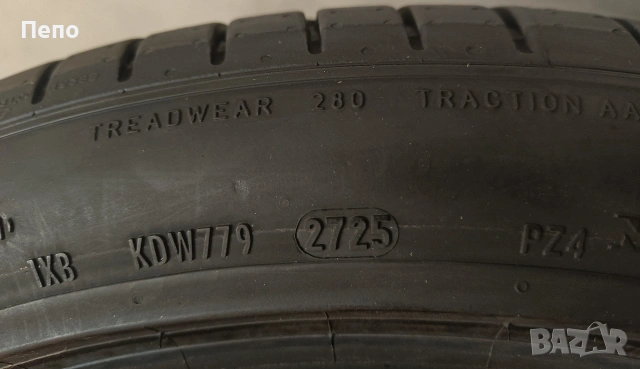 Пепо
TREADWEAR 280 TRACTION AA
1XB KDW779 2725 PZ4
BAZAR